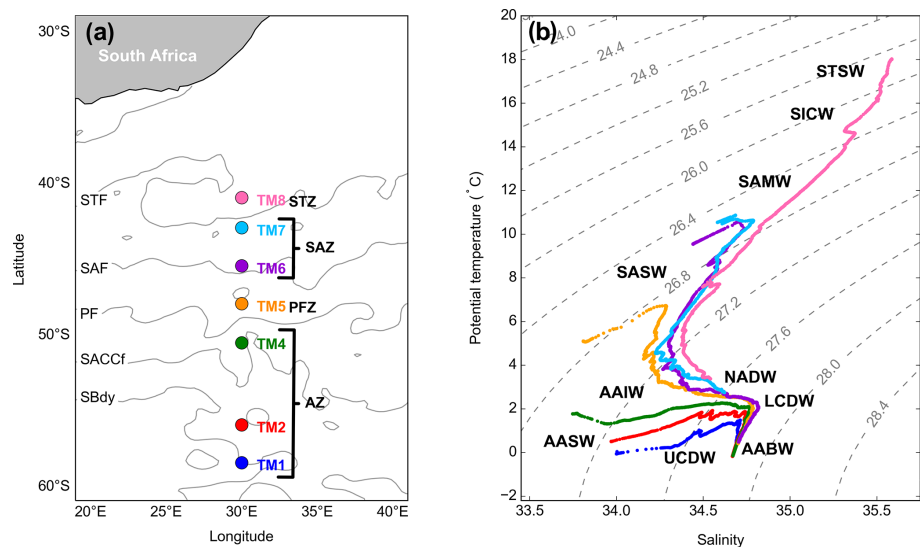 (a)
South Africa
30°S
40°S
50°S
60°S
Latitude
STF
SAF
PF
SACCf
SBdy
TM8 STZ
TM7
SAZ
TM6
TM5 PFZ
TM4
AZ
TM2
TM1
20°E
25°E
30°E
35°E
40°E
Longitude
(b)
20
18
16
14
12
10
8
6
4
2
0
−2
Potential temperature (°C)
24.0
24.4
24.8
25.2
25.6
26.0
26.4
26.8
27.2
27.6
28.0
28.4
STSW
SICW
SAMW
SASW
NADW
AAIW
LCDW
AASW
UCDW
AABW
33.5
34.0
34.5
35.0
35.5
Salinity